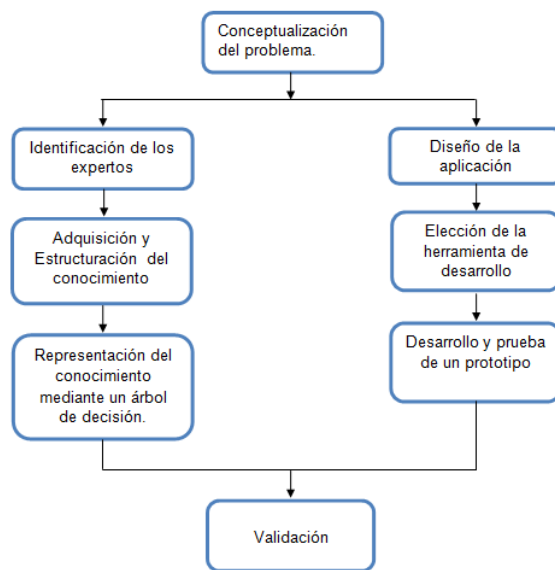 Conceptualización
del problema.
Identificación de los
expertos
Adquisición y
Estructuración del
conocimiento
Representación del
conocimiento
mediante un árbol
de decisión.
Diseño de la
aplicación
Elección de la
herramienta de
desarrollo
Desarrollo y prueba
de un prototipo
Validación